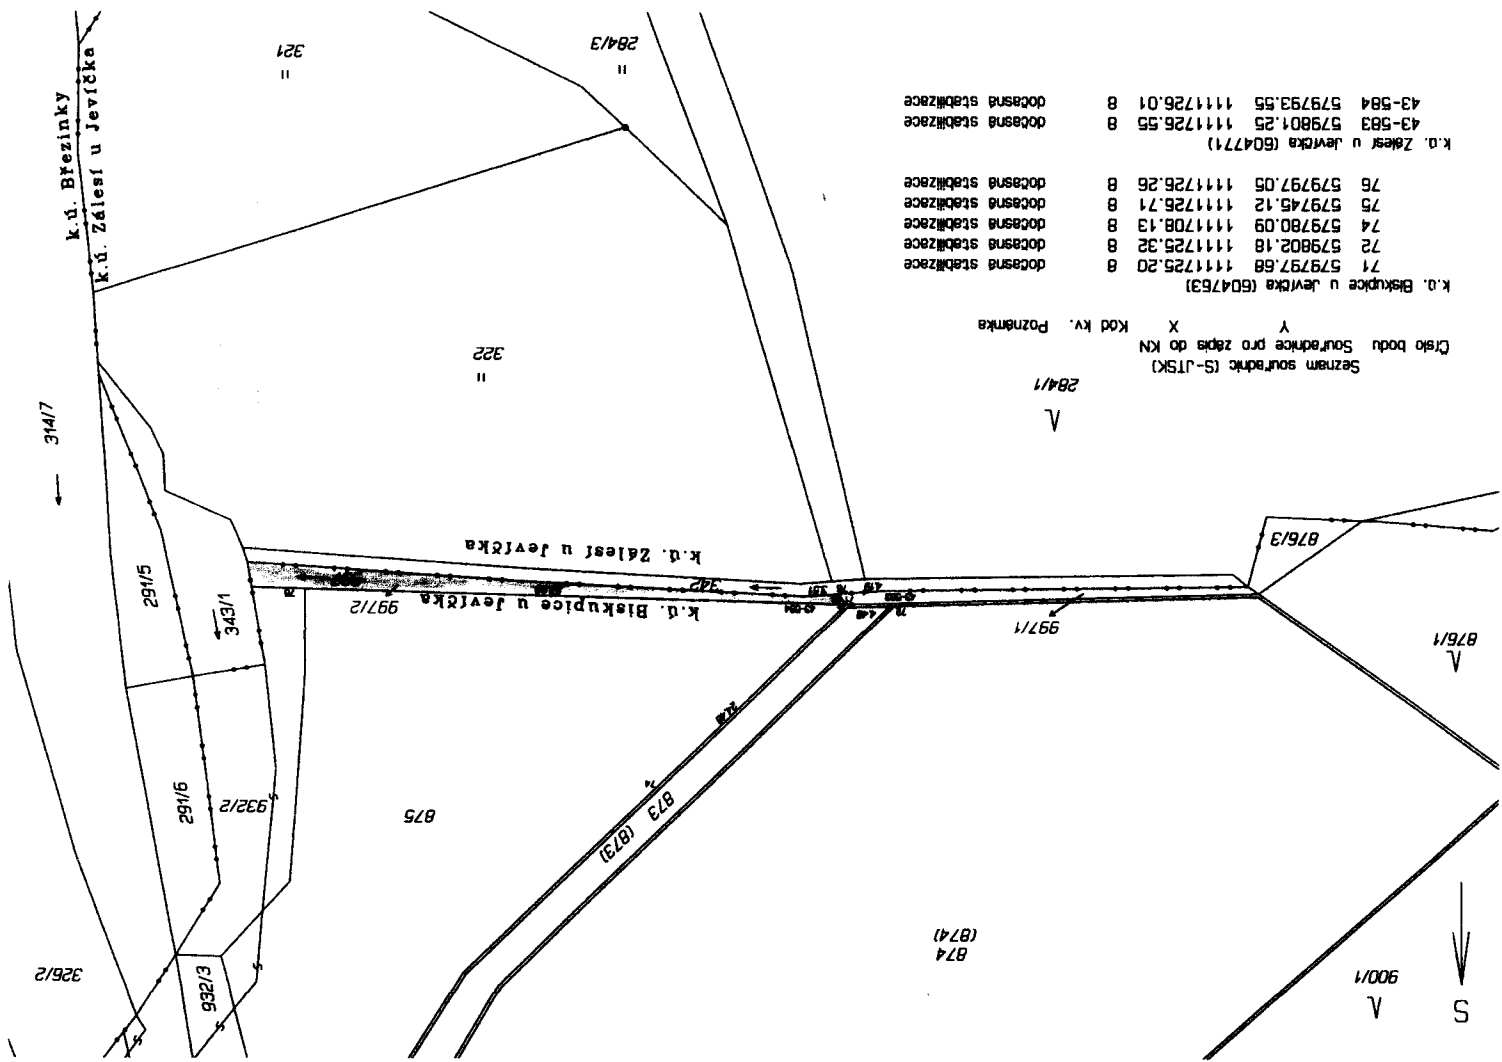 S
900/1
874
(874)
932/3
326/2
873
(873)
875
932/2
291/6
74
22.18
876/1
997/1
997/2
343/1
291/5
k.ú. Biskupice u Jevíčka
342
k.ú. Zálesí u Jevíčka
876/3
314/7
284/1
322
Seznam souřadnic (S-JTSK)
Číslo bodu Souřadnice pro zápis do KN
Y X Kod kv. Poznámka
k.ú. Biskupice u Jevíčka (604763)
71 579797.68 1111725.20 8 dočasná stabilizace
72 579802.18 1111725.32 8 dočasná stabilizace
74 579780.09 1111708.13 8 dočasná stabilizace
75 579745.12 1111726.71 8 dočasná stabilizace
76 579797.05 1111726.26 8 dočasná stabilizace
k.ú. Zálesí u Jevíčka (604771)
43-583 579801.25 1111726.55 8 dočasná stabilizace
43-584 579793.55 1111726.01 8 dočasná stabilizace
284/3
321
k.ú. Březinky
k.ú. Zálesí u Jevíčka